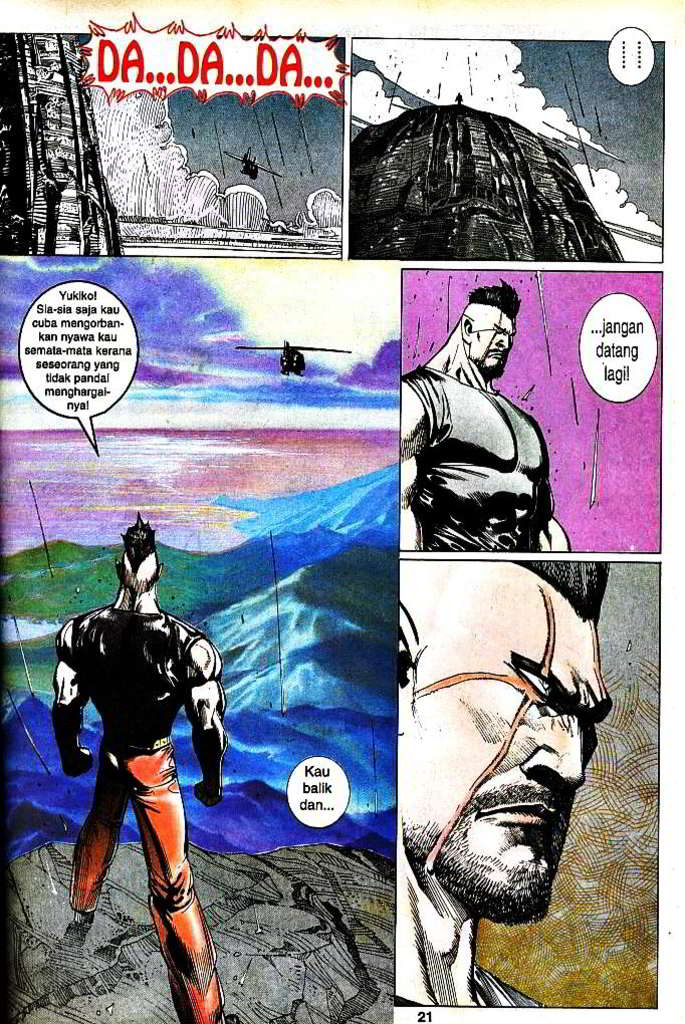 DA...DA...DA...
......
Yukiko!
Sia-sia saja kau
cuba mengorban-
kan nyawa kau
semata-mata kerana
seseorang yang
tidak pandai
menghargai-
nya!
Kau
balik
dan...
...jangan
datang
lagi!
21